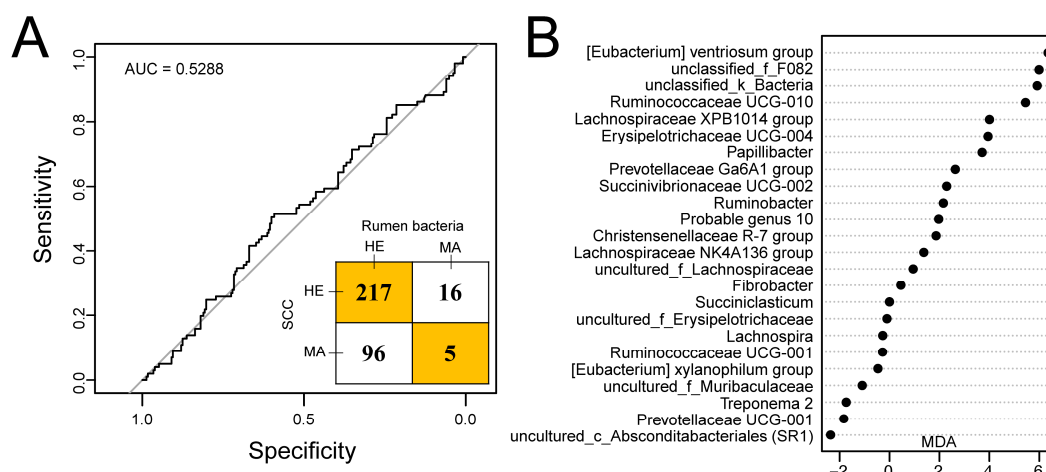 A
AUC = 0.5288
Sensitivity
0.0
0.2
0.4
0.6
0.8
1.0
1.0
0.5
0.0
Specificity
Rumen bacteria
HE
MA
SCC
HE
217
16
MA
96
5
B
[Eubacterium] ventriosum group
unclassified_f_F082
unclassified_k_Bacteria
Ruminococcaceae UCG-010
Lachnospiraceae XPB1014 group
Erysipelotrichaceae UCG-004
Papillibacter
Prevotellaceae Ga6A1 group
Succinivibrionaceae UCG-002
Ruminobacter
Probable genus 10
Christensenellaceae R-7 group
Lachnospiraceae NK4A136 group
uncultured_f_Lachnospiraceae
Fibrobacter
Succiniclasticum
uncultured_f_Erysipelotrichaceae
Lachnospira
Ruminococcaceae UCG-001
[Eubacterium] xylanophilum group
uncultured_f_Muribaculaceae
Treponema 2
Prevotellaceae UCG-001
uncultured_c_Absconditabacteriales (SR1)
MDA
−2
0
2
4
6